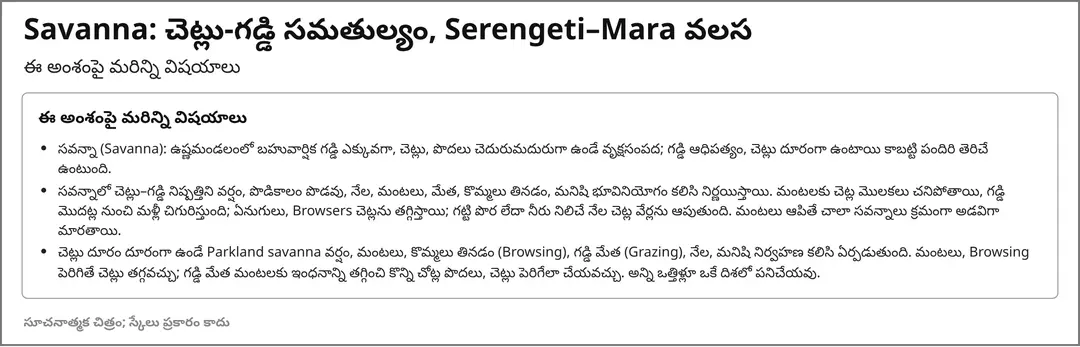 Savanna: చెట్లు-గడ్డి సమతుల్యం, Serengeti–Mara వలస
ఈ అంశంపై మరిన్ని విషయాలు
ఈ అంశంపై మరిన్ని విషయాలు
• సవన్నా (Savanna): ఉష్ణమండలంలో బహువార్షిక గడ్డి ఎక్కువగా, చెట్లు, పొదలు చెదురుమదురుగా ఉండే వృక్షసంపద; గడ్డి ఆధిపత్యం, చెట్లు దూరంగా ఉంటాయి కాబట్టి పందిరి తెరిచే
ఉంటుంది.
• సవన్నాలో చెట్లు–గడ్డి నిష్పత్తిని వర్షం, పొడికాలం పొడవు, నేల, మంటలు, మేత, కొమ్మలు తినడం, మనిషి భూవినియోగం కలిసి నిర్ణయిస్తాయి. మంటలకు చెట్ల మొలకలు చనిపోతాయి, గడ్డి
మొదట్ల నుంచి మళ్లీ చిగురిస్తుంది; ఏనుగులు, Browsers చెట్లను తగ్గిస్తాయి; గట్టి పొర లేదా నీరు నిలిచే నేల చెట్ల వేర్లను ఆపుతుంది. మంటలు ఆపితే చాలా సవన్నాలు క్రమంగా అడవిగా
మారతాయి.
• చెట్లు దూరం దూరంగా ఉండే Parkland savanna వర్షం, మంటలు, కొమ్మలు తినడం (Browsing), గడ్డి మేత (Grazing), నేల, మనిషి నిర్వహణ కలిసి ఏర్పడుతుంది. మంటలు, Browsing
పెరిగితే చెట్లు తగ్గవచ్చు; గడ్డి మేత మంటలకు ఇంధనాన్ని తగ్గించి కొన్ని చోట్ల పొదలు, చెట్లు పెరిగేలా చేయవచ్చు. అన్ని ఒత్తిళ్లూ ఒకే దిశలో పనిచేయవు.
సూచనాత్మక చిత్రం; స్కేలు ప్రకారం కాదు